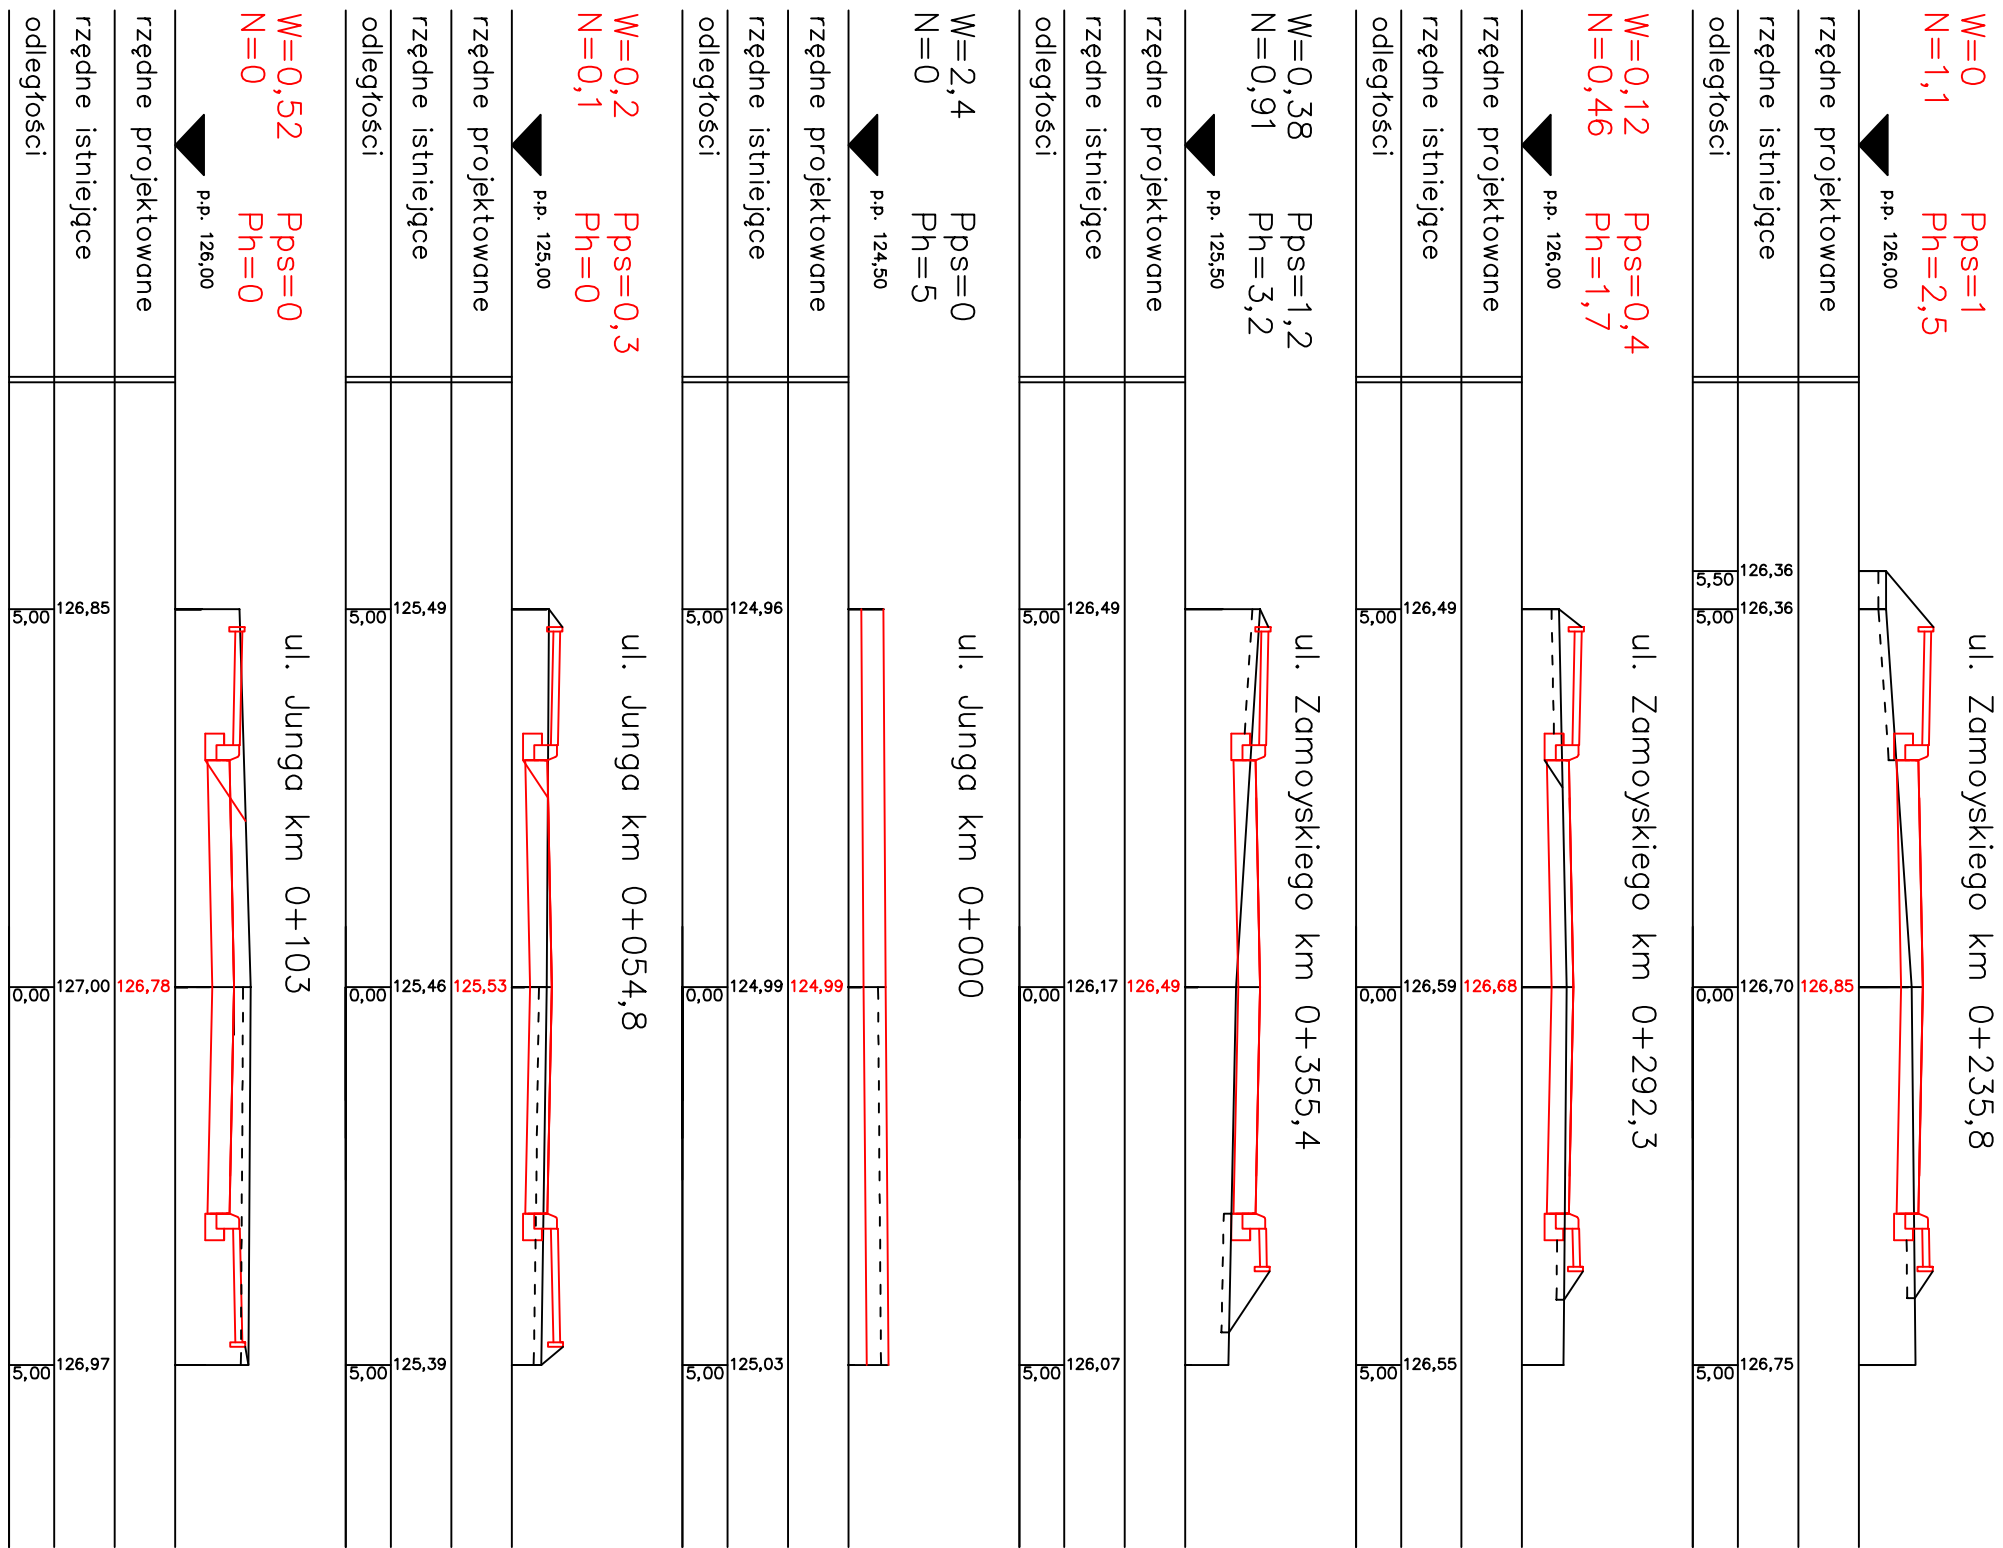 W=0 Pps=1 ul. Zamoyskiego km 0+235,8
N=1,1 Ph=2,5
p.p. 126,00
rzędne projektowane 126,85
rzędne istniejące 126,36 126,36 126,70 126,75
odległości 5,50 5,00 0,00 5,00
W=0,12 Pps=0,4 ul. Zamoyskiego km 0+292,3
N=0,46 Ph=1,7
p.p. 126,00
rzędne projektowane 126,68
rzędne istniejące 126,49 126,59 126,55
odległości 5,00 0,00 5,00
W=0,38 Pps=1,2 ul. Zamoyskiego km 0+355,4
N=0,91 Ph=3,2
p.p. 125,50
rzędne projektowane 126,49
rzędne istniejące 126,49 126,17 126,07
odległości 5,00 0,00 5,00
W=2,4 Pps=0 ul. Junga km 0+000
N=0 Ph=5
p.p. 124,50
rzędne projektowane 124,99
rzędne istniejące 124,96 124,99 125,03
odległości 5,00 0,00 5,00
W=0,2 Pps=0,3 ul. Junga km 0+054,8
N=0,1 Ph=0
p.p. 125,00
rzędne projektowane 125,53
rzędne istniejące 125,49 125,46 125,39
odległości 5,00 0,00 5,00
W=0,52 Pps=0 ul. Junga km 0+103
N=0 Ph=0
p.p. 126,00
rzędne projektowane 126,78
rzędne istniejące 126,85 127,00 126,97
odległości 5,00 0,00 5,00